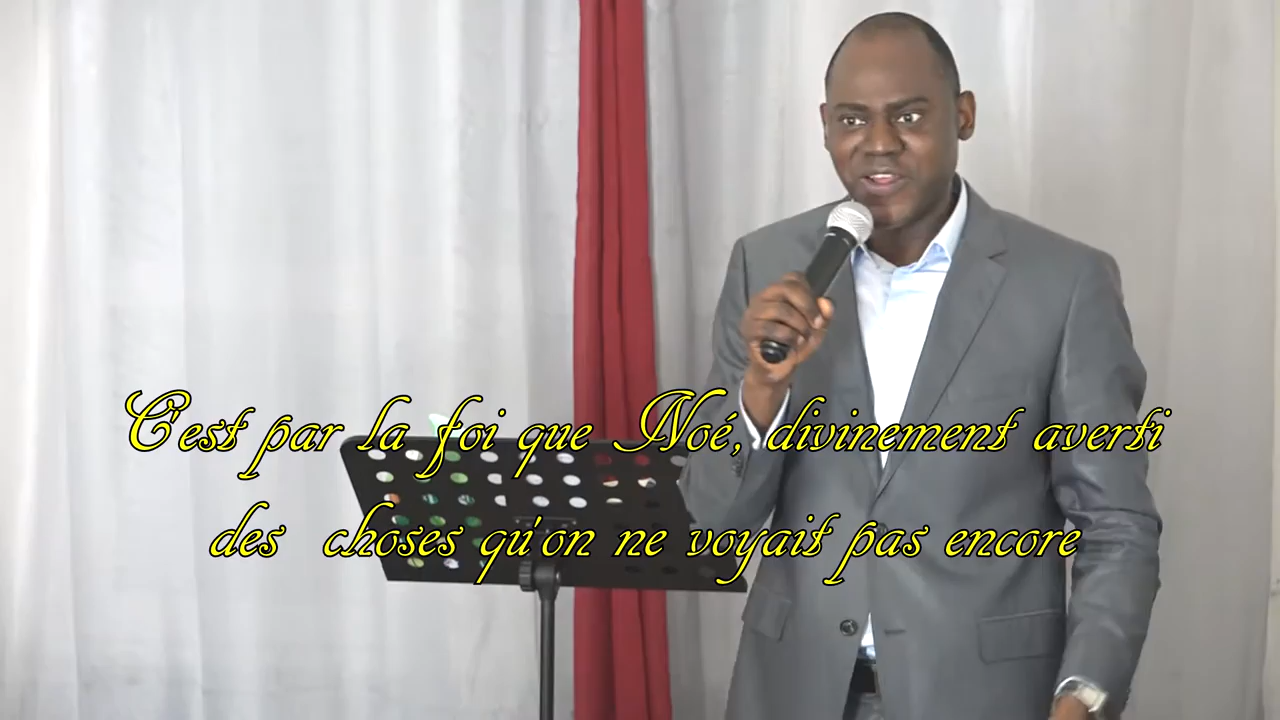 C'est par la foi que Noé, divinement averti
des choses qu'on ne voyait pas encore